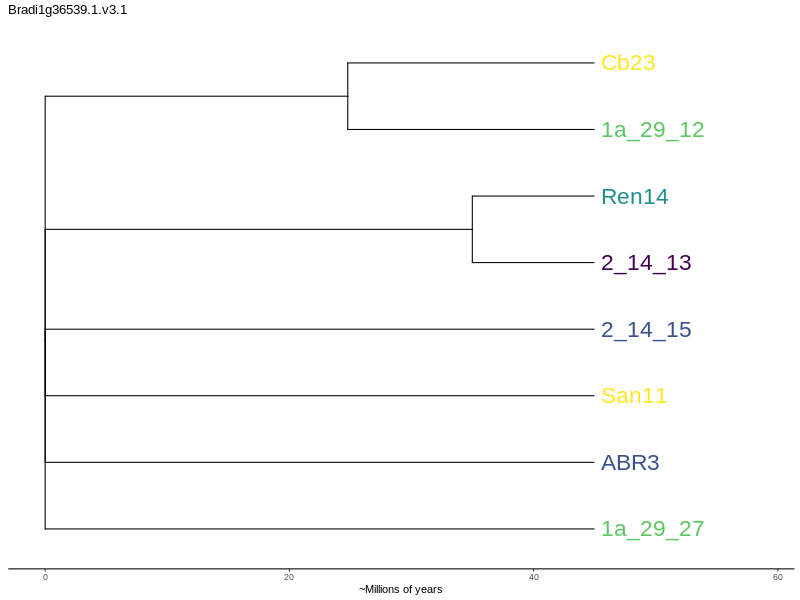 Bradi1g36539.1.v3.1
Cb23
1a_29_12
Ren14
2_14_13
2_14_15
San11
ABR3
1a_29_27
0 20 40 60
~Millions of years